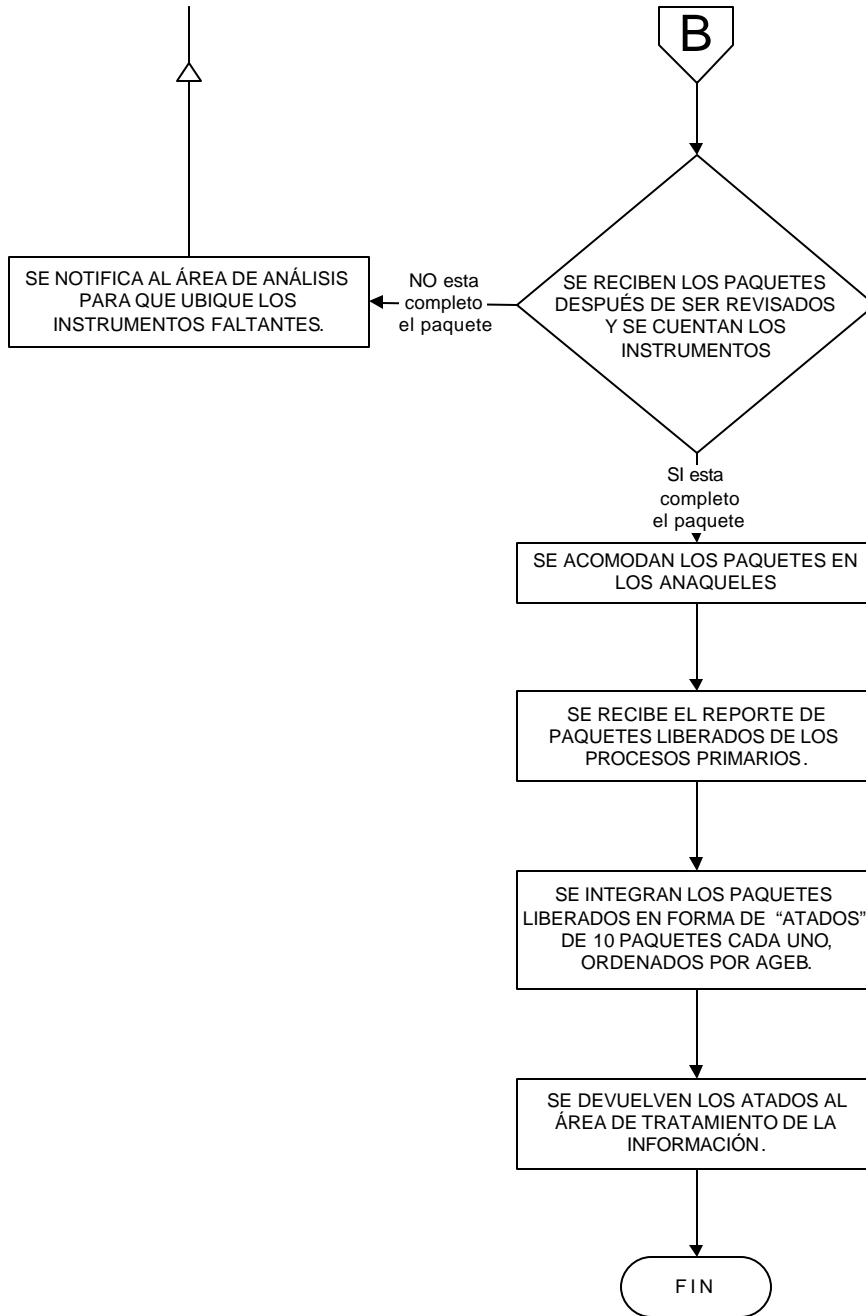 B
SE RECIBEN LOS PAQUETES
DESPUÉS DE SER REVISADOS
Y SE CUENTAN LOS
INSTRUMENTOS
NO esta
completo
el paquete
SE NOTIFICA AL ÁREA DE ANÁLISIS
PARA QUE UBIQUE LOS
INSTRUMENTOS FALTANTES.
SI esta
completo
el paquete
SE ACOMODAN LOS PAQUETES EN
LOS ANAQUELES
SE RECIBE EL REPORTE DE
PAQUETES LIBERADOS DE LOS
PROCESOS PRIMARIOS.
SE INTEGRAN LOS PAQUETES
LIBERADOS EN FORMA DE “ATADOS”
DE 10 PAQUETES CADA UNO,
ORDENADOS POR AGEB.
SE DEVUELVEN LOS ATADOS AL
ÁREA DE TRATAMIENTO DE LA
INFORMACIÓN.
FIN